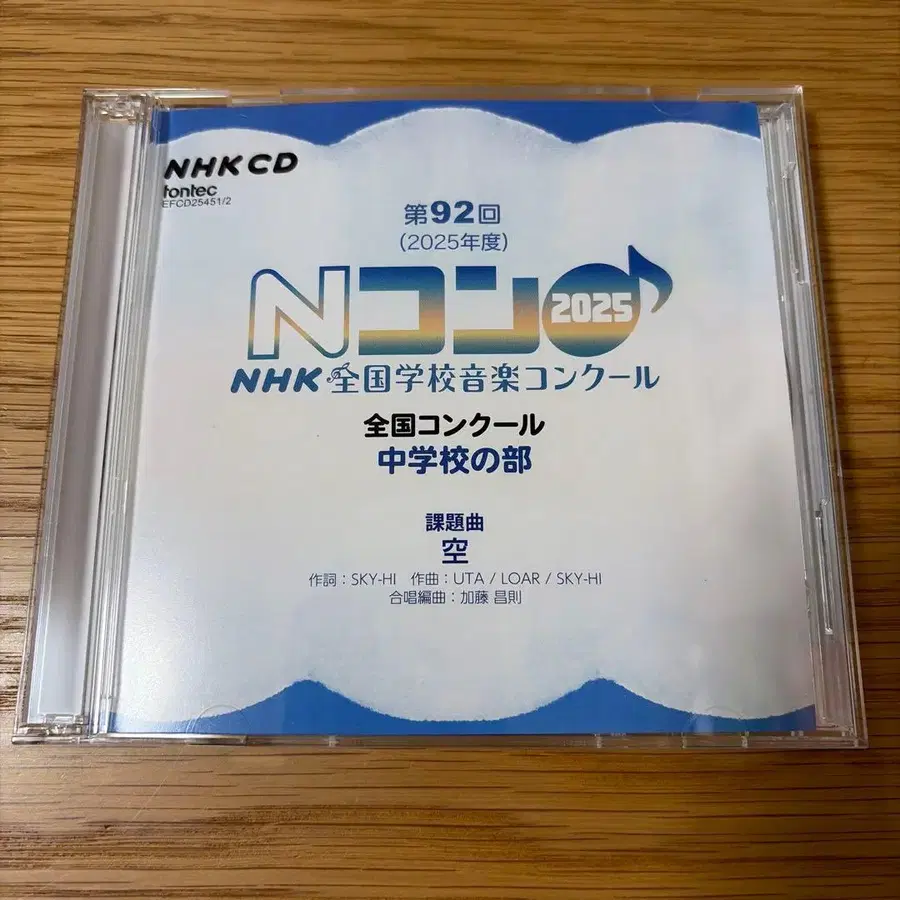 NHK CD
fontec
EFCD25451/2
第92回
(2025年度)
Nコン2025
NHK全国学校音楽コンクール
全国コンクール
中学校の部
課題曲
空
作詞：SKY-HI 作曲：UTA / LOAR / SKY-HI
合唱編曲：加藤 昌則